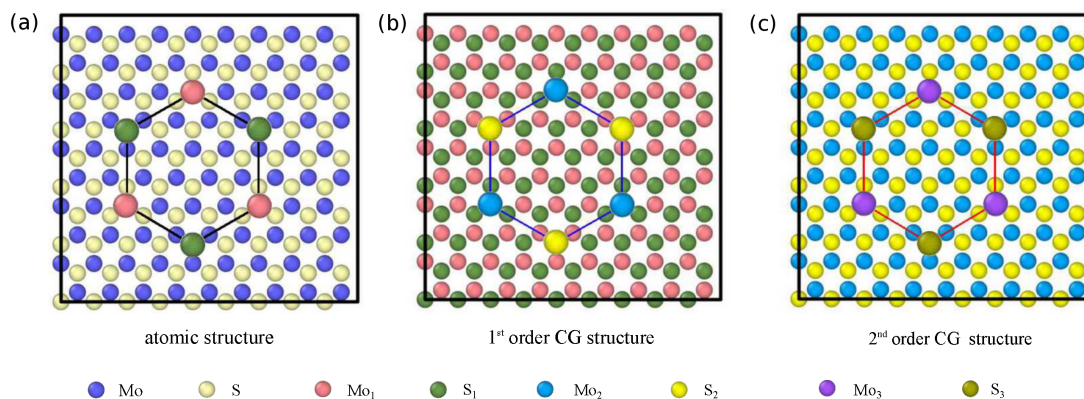 (a) (b) (c)
atomic structure 1st order CG structure 2nd order CG structure
Mo S Mo1 S1 Mo2 S2 Mo3 S3